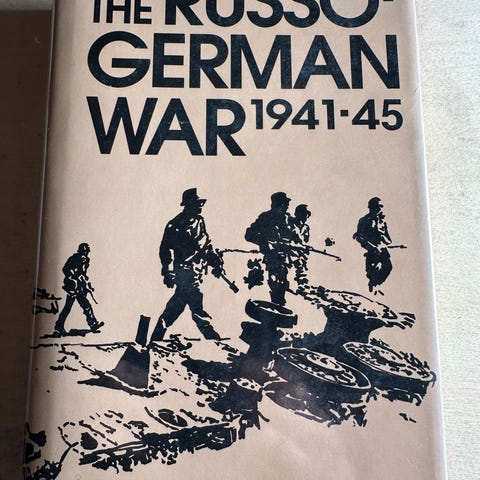 THE RUSSO-
GERMAN
WAR 1941-45